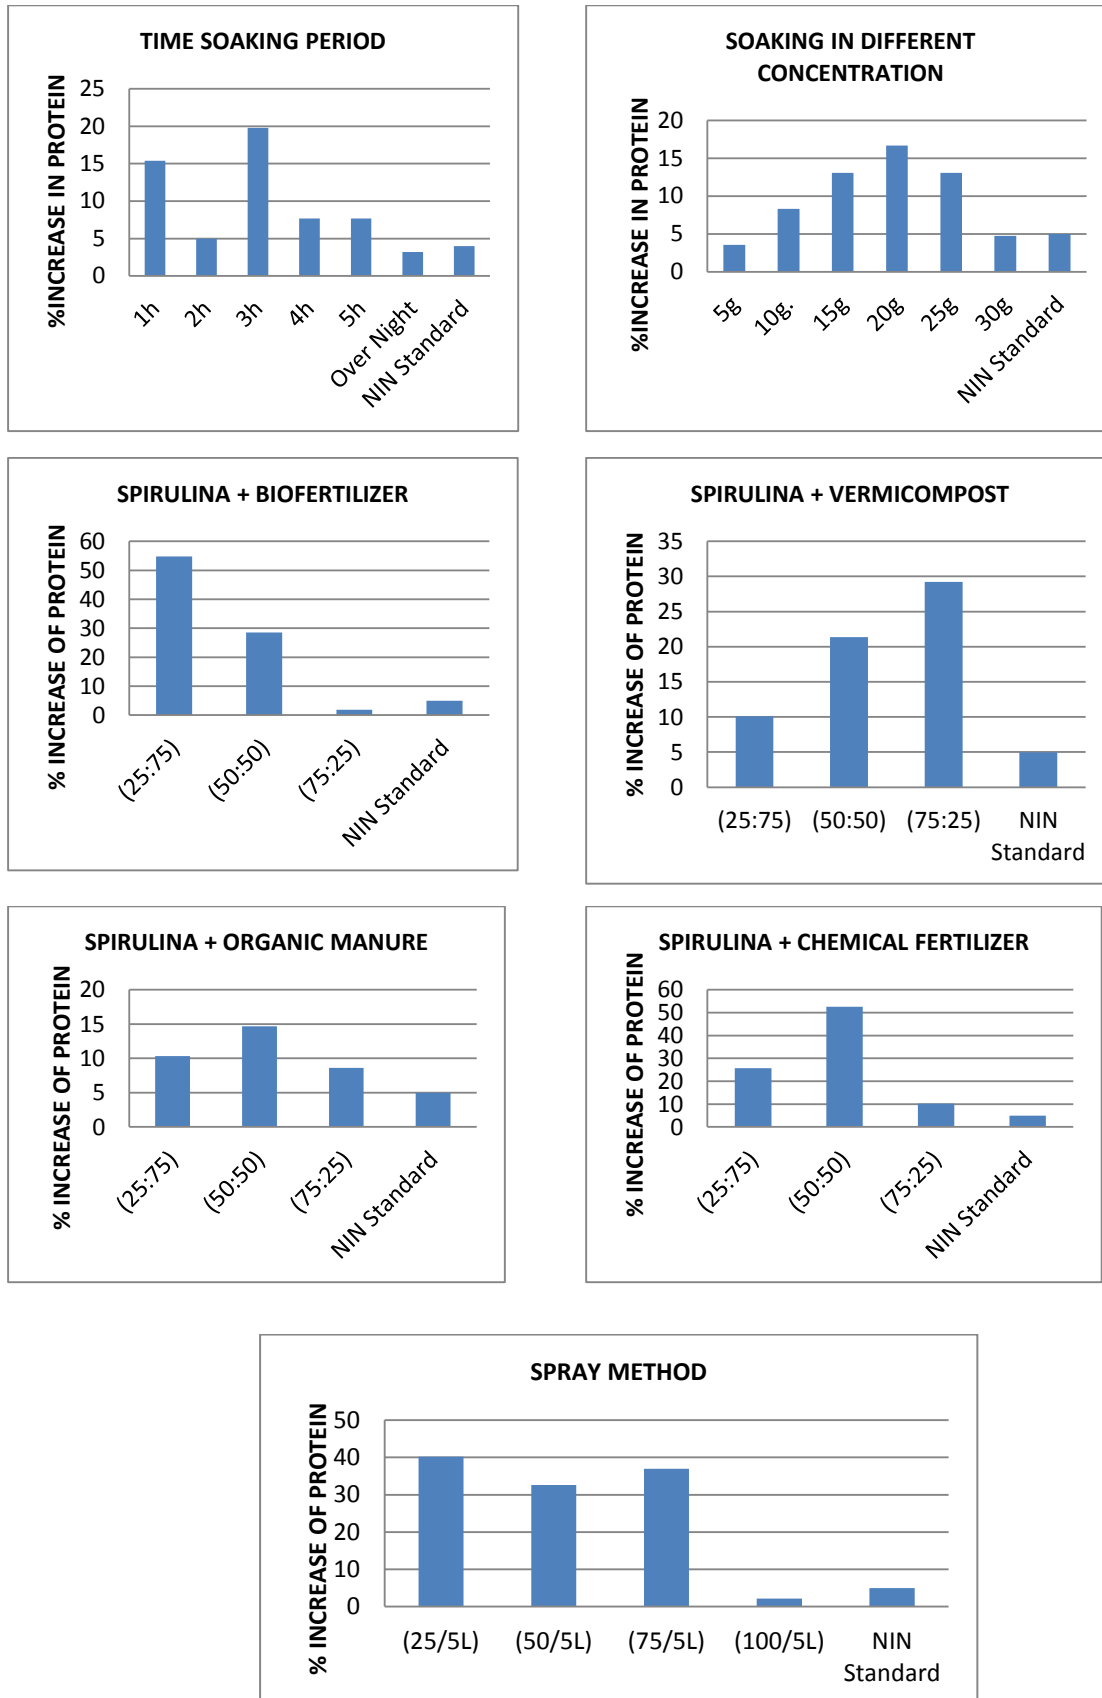 TIME SOAKING PERIOD
%INCREASE IN PROTEIN
25
20
15
10
5
0
1h
2h
3h
4h
5h
Over Night
NIN Standard
SOAKING IN DIFFERENT
CONCENTRATION
%INCREASE IN PROTEIN
20
15
10
5
0
5g
10g.
15g
20g
25g
30g
NIN Standard
SPIRULINA + BIOFERTILIZER
% INCREASE OF PROTEIN
60
50
40
30
20
10
0
(25:75)
(50:50)
(75:25)
NIN Standard
SPIRULINA + VERMICOMPOST
% INCREASE OF PROTEIN
35
30
25
20
15
10
5
0
(25:75)
(50:50)
(75:25)
NIN
Standard
SPIRULINA + ORGANIC MANURE
% INCREASE OF PROTEIN
20
15
10
5
0
(25:75)
(50:50)
(75:25)
NIN Standard
SPIRULINA + CHEMICAL FERTILIZER
% INCREASE OF PROTEIN
60
50
40
30
20
10
0
(25:75)
(50:50)
(75:25)
NIN Standard
SPRAY METHOD
% INCREASE OF PROTEIN
50
40
30
20
10
0
(25/5L)
(50/5L)
(75/5L)
(100/5L)
NIN
Standard